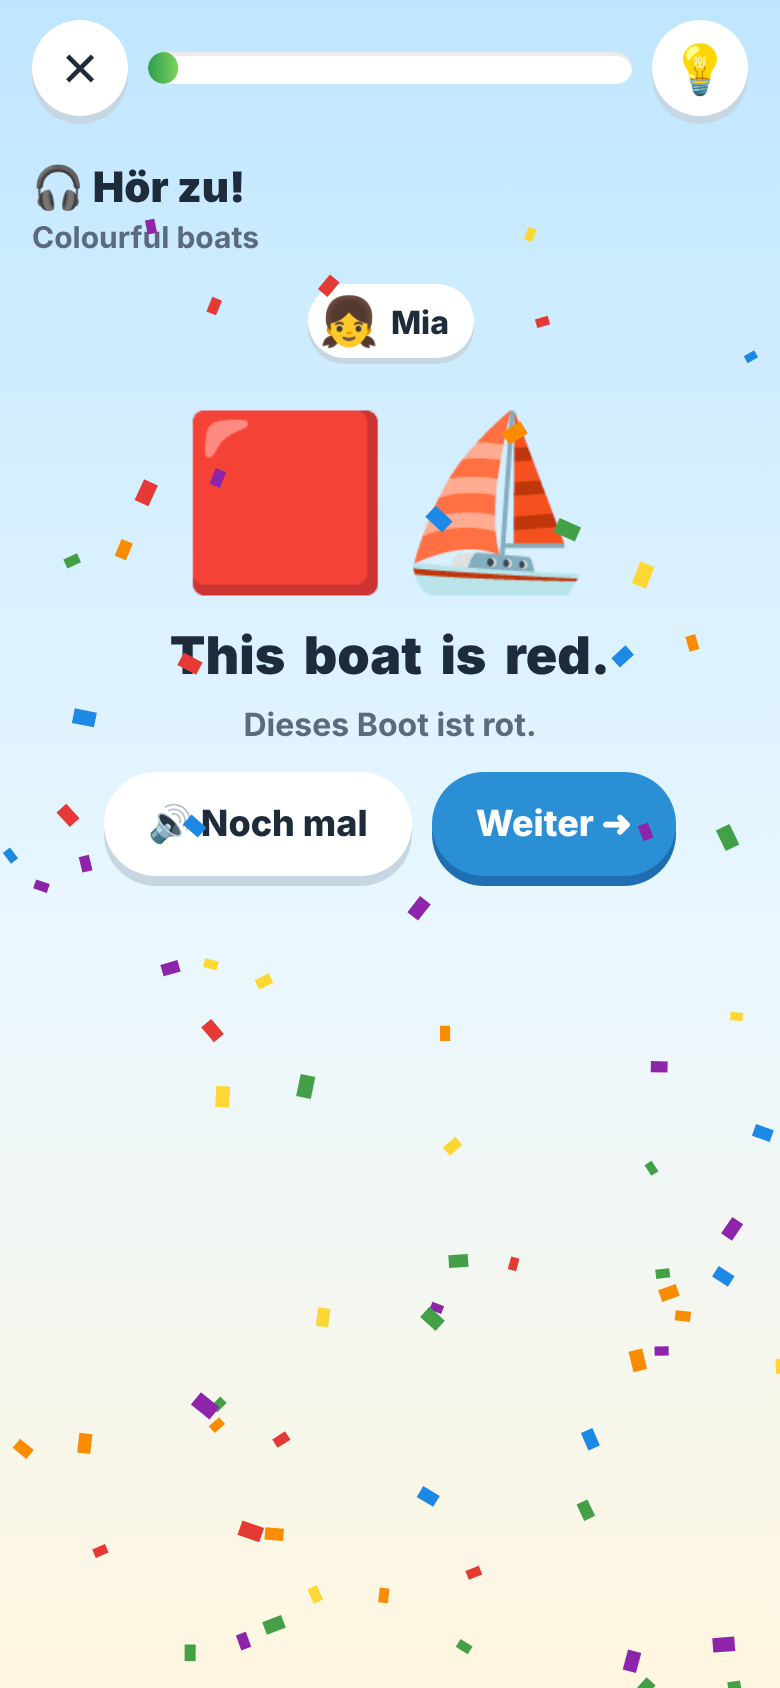 Hör zu!
Colourful boats
Mia
This boat is red.
Dieses Boot ist rot.
Noch mal
Weiter ➜